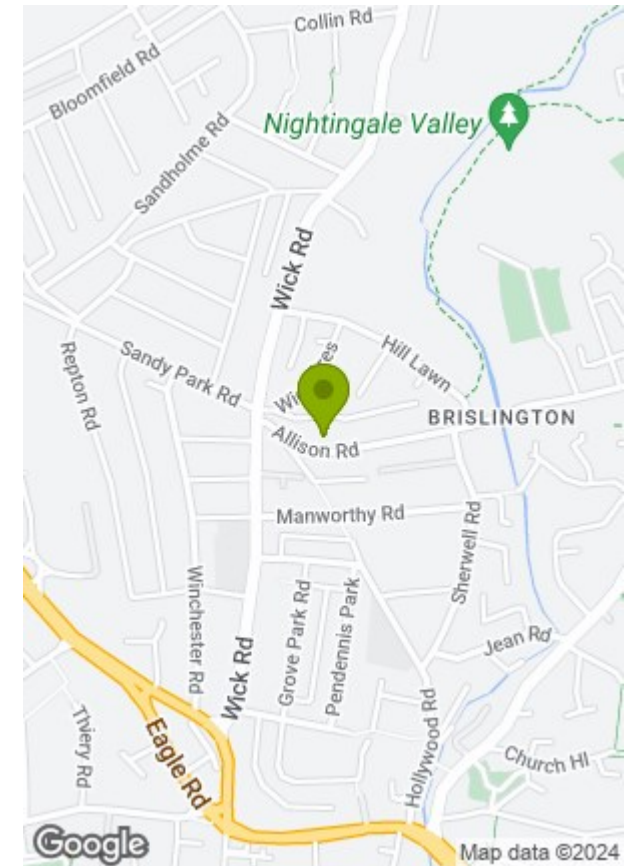 Collin Rd
Bloomfield Rd
Nightingale Valley
Sandholme Rd
Wick Rd
Hill Lawn
Sandy Park Rd
Repton Rd
BRISLINGTON
Allison Rd
Manworthy Rd
Sherwell Rd
Winchester Rd
Grove Park Rd
Pendennis Park
Jean Rd
Wick Rd
Hollywood Rd
Thiery Rd
Eagle Rd
Church Hl
Google
Map data ©2024